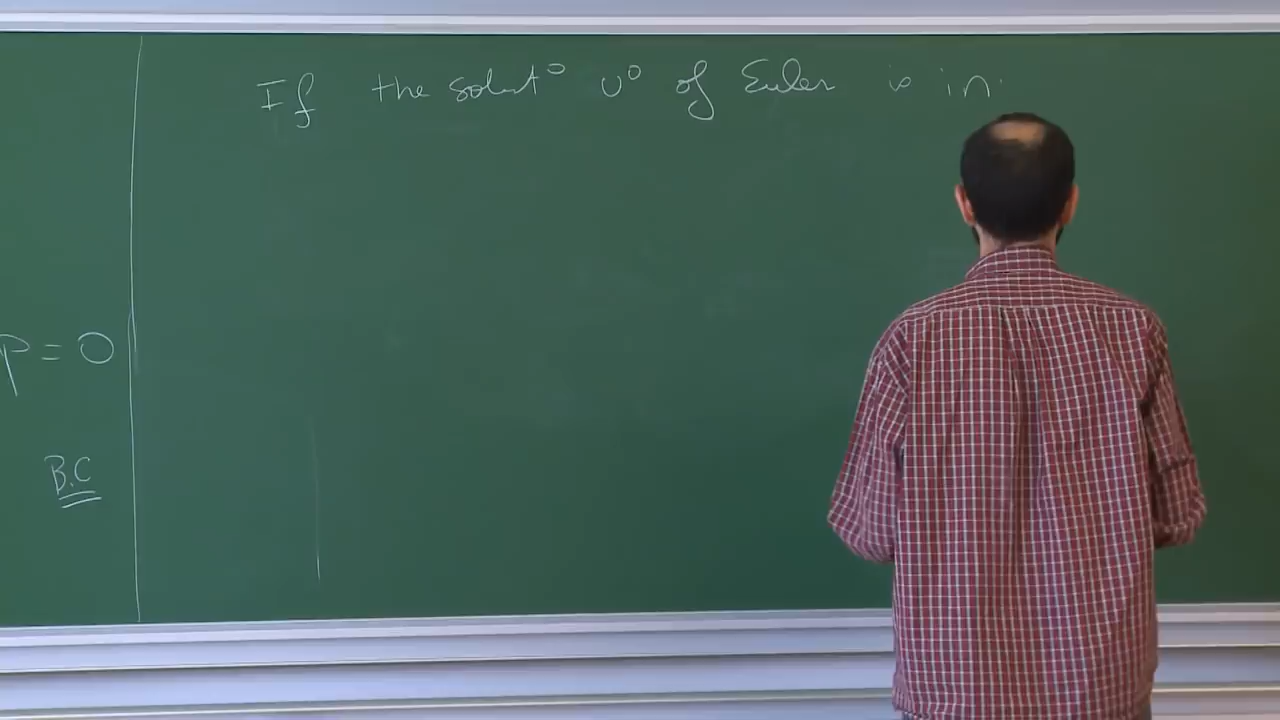 If the solut° u° of Euler is in
p = 0
B.C